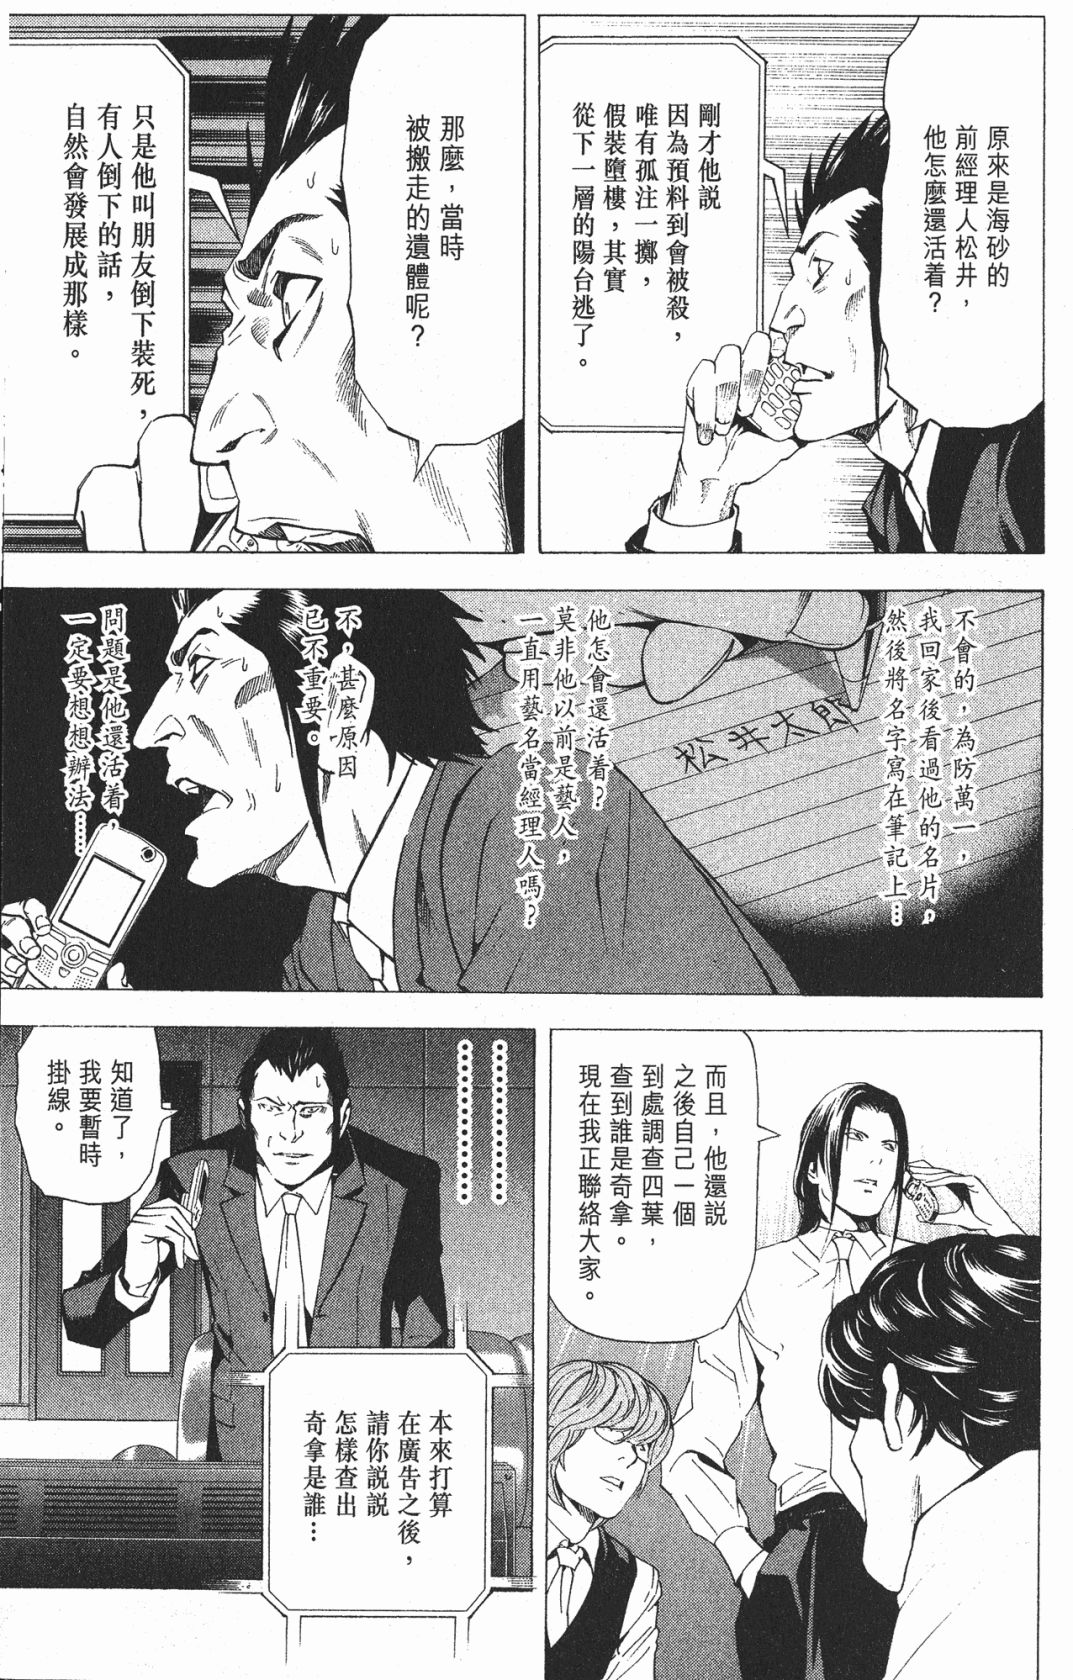 原來是海砂的
前經理人松井，
他怎麼還活着？
剛才他説
因為預料到會被殺，
唯有孤注一擲，
假裝墮樓，其實
從下一層的陽台逃了。
那麼，當時
被搬走的遺體呢？
只是他叫朋友倒下裝死，
有人倒下的話，
自然會發展成那樣。
不會的，為防萬一，
我回家後看過他的名片，
然後將名字寫在筆記上…
松井太郎
他怎會還活着？
莫非他以前是藝人，
一直用藝名當經理人嗎？
不，甚麼原因
已不重要。
問題是他還活着，
一定要想想辦法……
而且，他還説
之後自己一個
到處調查四葉，
查到誰是奇拿。
現在我正聯絡大家。
………………
………………
知道了，
我要暫時
掛線。
本來打算
在廣告之後，
請你説説
怎樣查出
奇拿是誰…